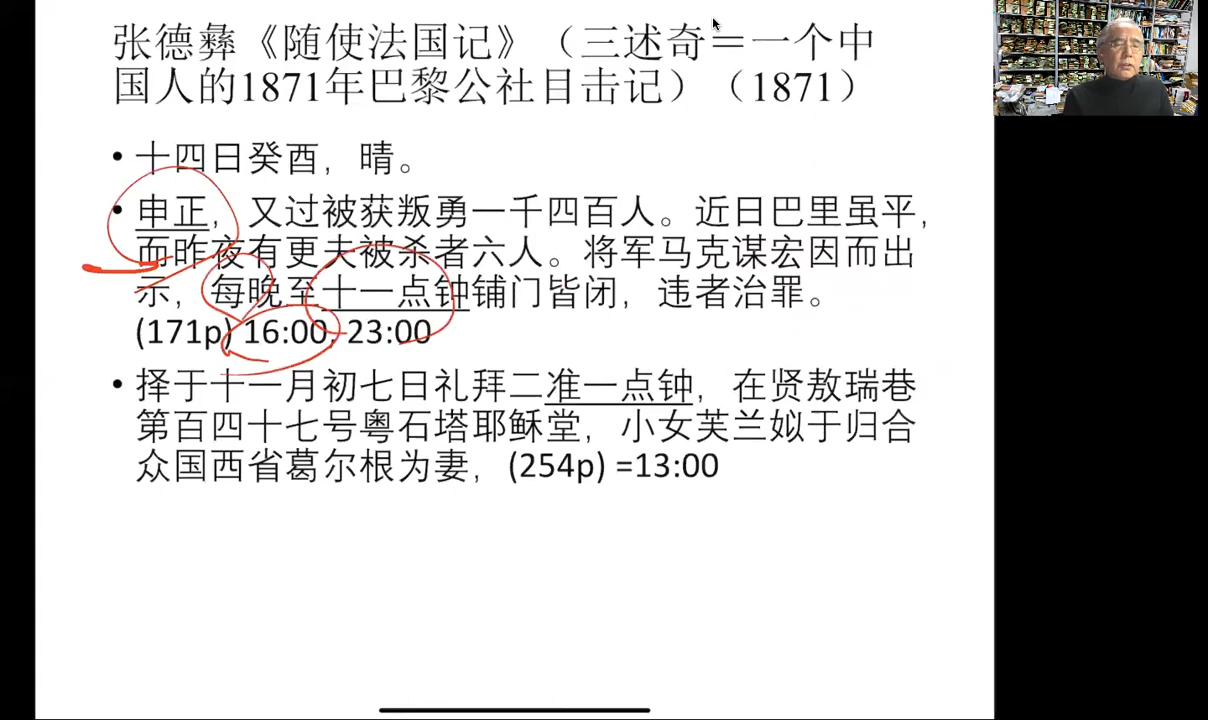 张德彝《随使法国记》（三述奇＝一个中
国人的1871年巴黎公社目击记）（1871）
• 十四日癸酉，晴。
• 申正，又过被获叛勇一千四百人。近日巴里虽平，
而昨夜有更夫被杀者六人。将军马克谋宏因而出
示，每晚至十一点钟铺门皆闭，违者治罪。
(171p) 16:00, 23:00
• 择于十一月初七日礼拜二准一点钟，在贤敖瑞巷
第百四十七号粤石塔耶稣堂，小女芙兰姒于归合
众国西省葛尔根为妻，(254p) =13:00